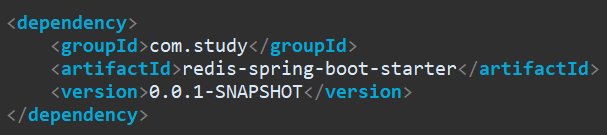 <dependency>
    <groupId>com.study</groupId>
    <artifactId>redis-spring-boot-starter</artifactId>
    <version>0.0.1-SNAPSHOT</version>
</dependency>